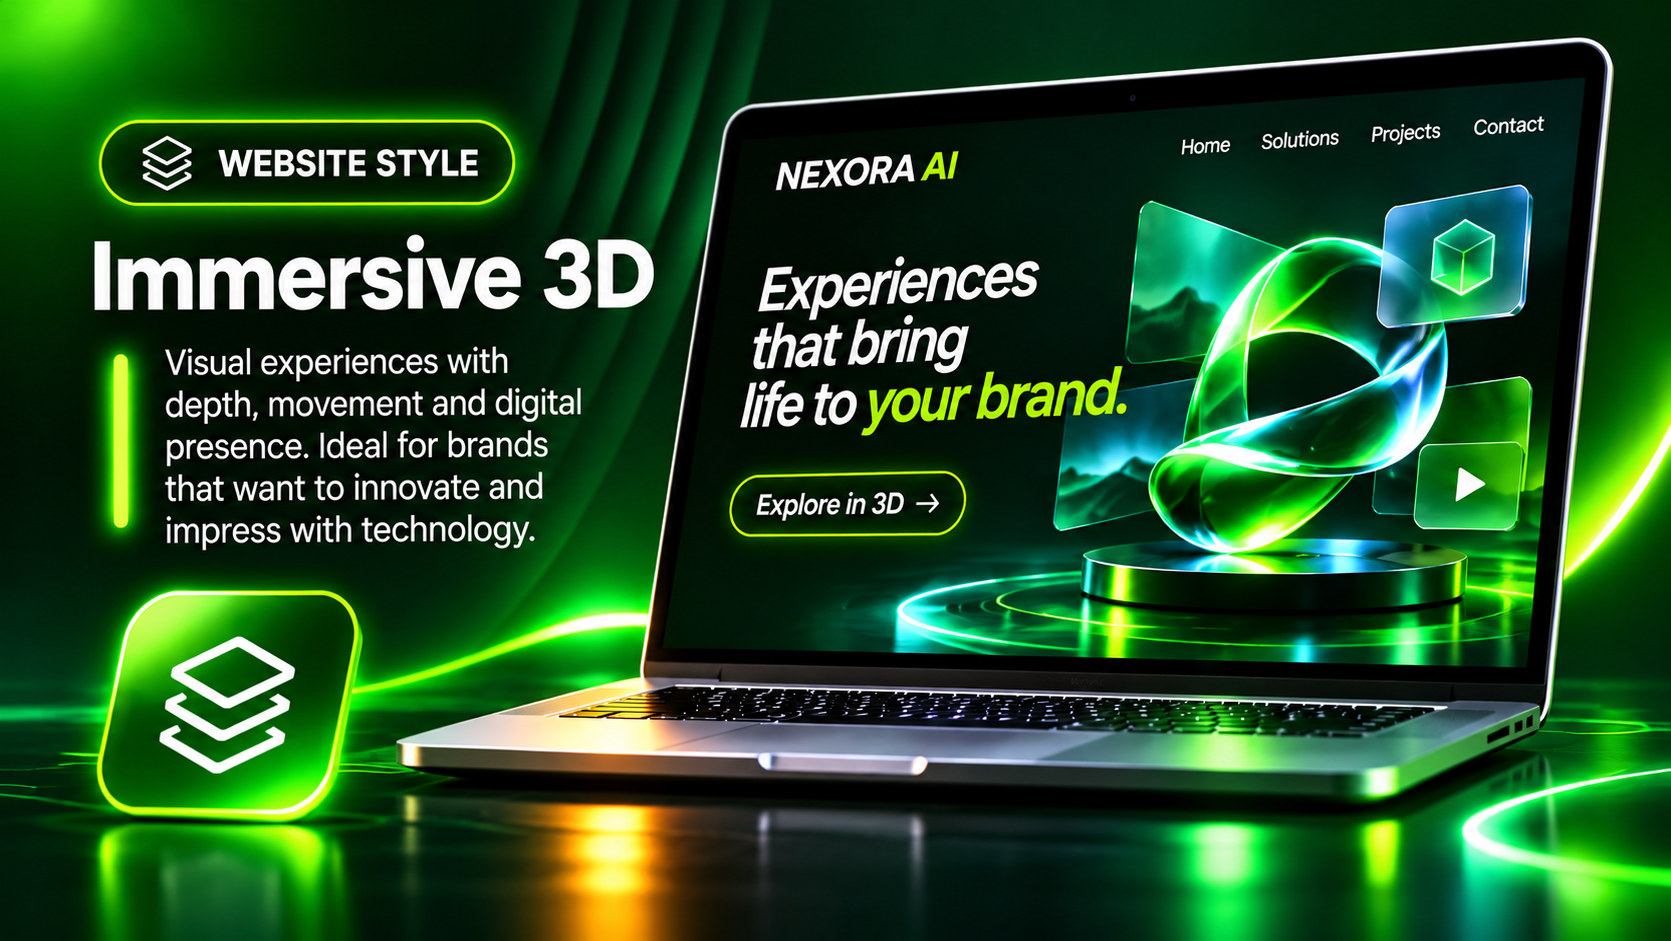 WEBSITE STYLE
Immersive 3D
Visual experiences with
depth, movement and digital
presence. Ideal for brands
that want to innovate and
impress with technology.
NEXORA AI
Home Solutions Projects Contact
Experiences
that bring
life to your brand.
Explore in 3D →